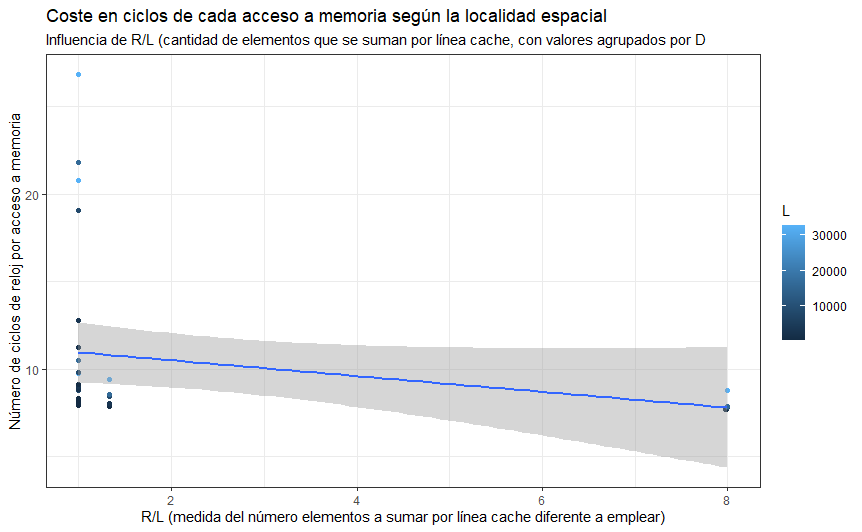 Coste en ciclos de cada acceso a memoria según la localidad espacial
Influencia de R/L (cantidad de elementos que se suman por línea cache, con valores agrupados por D
Número de ciclos de reloj por acceso a memoria
20
10
2
4
6
8
R/L (medida del número elementos a sumar por línea cache diferente a emplear)
L
30000
20000
10000